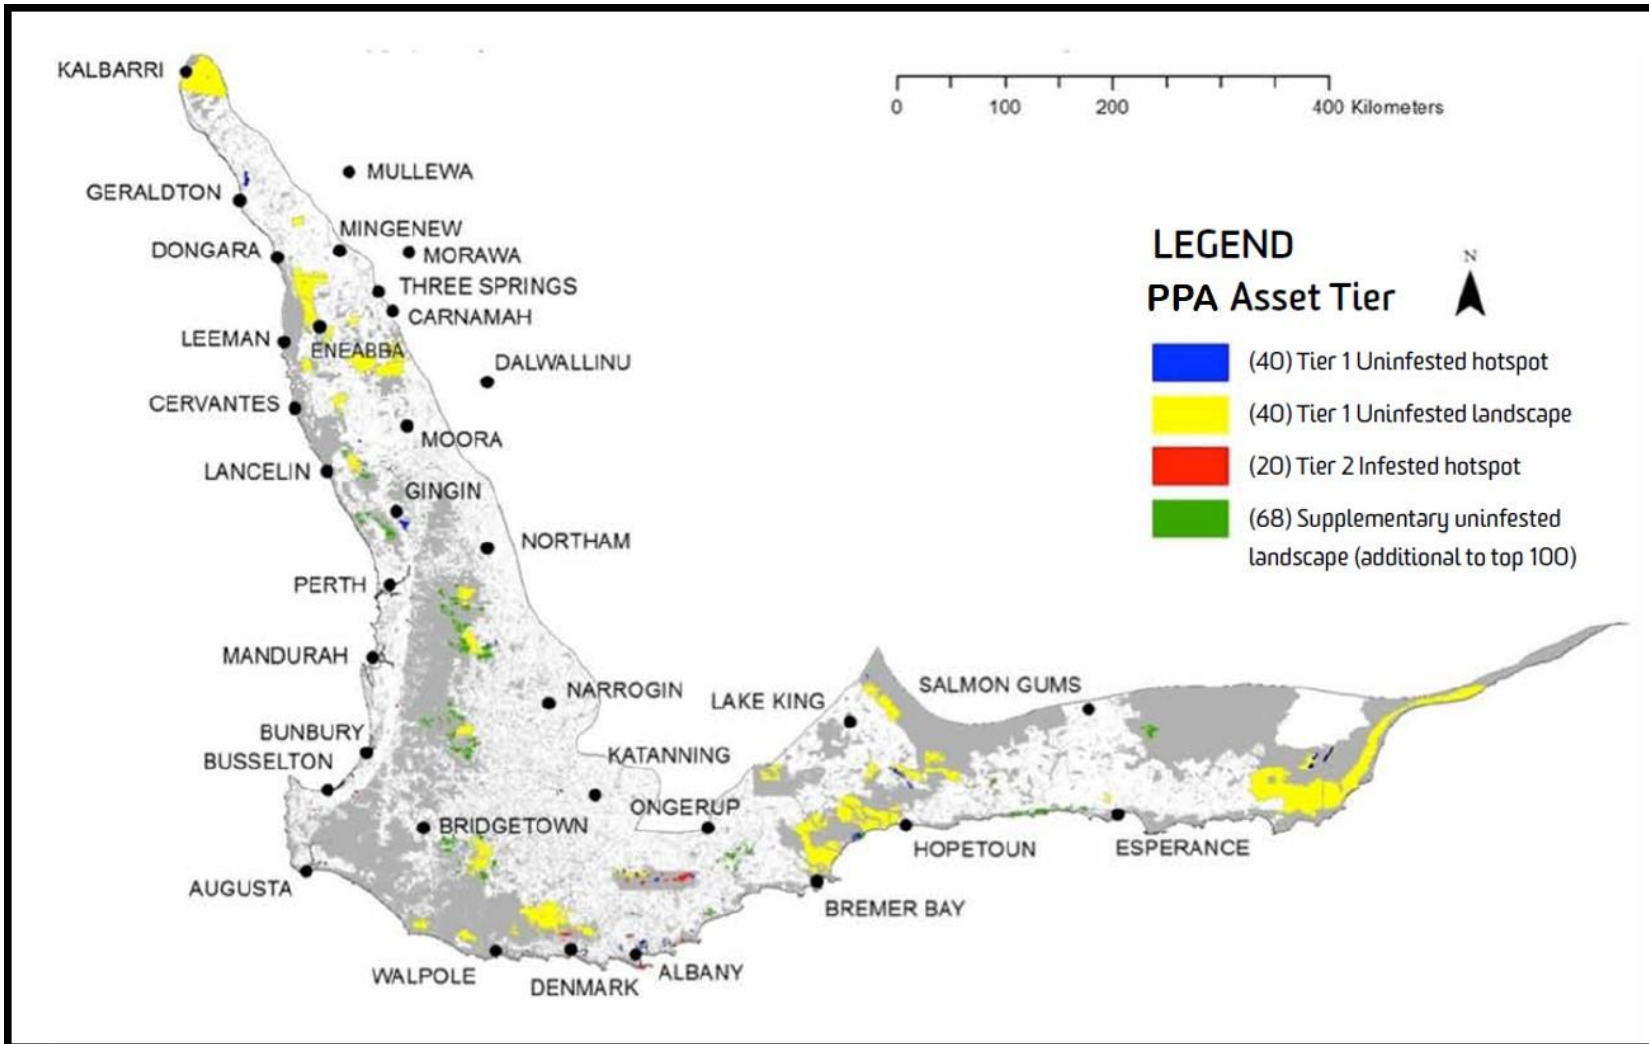 KALBARRI
0 100 200 400 Kilometers
MULLEWA
GERALDTON
MINGENEW
DONGARA
MORAWA
THREE SPRINGS
CARNAMAH
LEEMAN
ENEABBA
DALWALLINU
CERVANTES
MOORA
LANCELIN
GINGIN
NORTHAM
PERTH
MANDURAH
NARROGIN
LAKE KING
SALMON GUMS
BUNBURY
BUSSELTON
KATANNING
ONGERUP
BRIDGETOWN
HOPETOUN
ESPERANCE
AUGUSTA
BREMER BAY
WALPOLE
DENMARK
ALBANY
N
LEGEND
PPA Asset Tier
(40) Tier 1 Uninfested hotspot
(40) Tier 1 Uninfested landscape
(20) Tier 2 Infested hotspot
(68) Supplementary uninfested
landscape (additional to top 100)